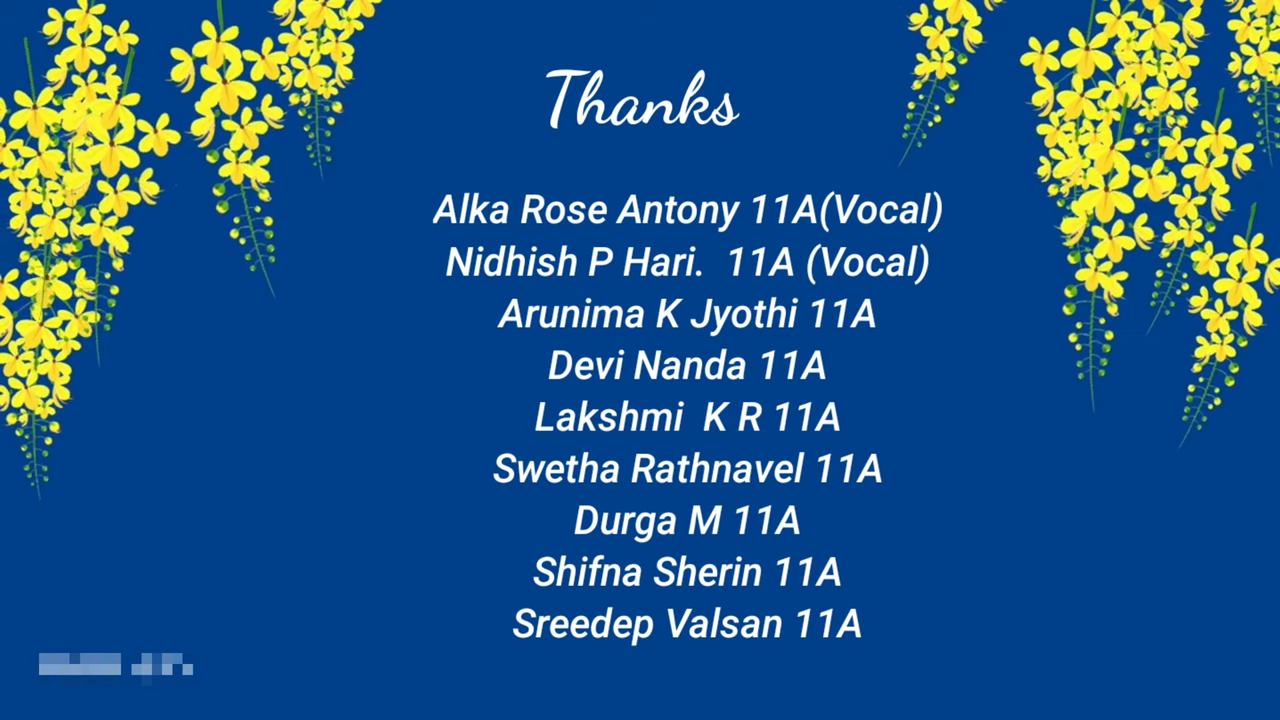 Thanks
Alka Rose Antony 11A(Vocal)
Nidhish P Hari.  11A (Vocal)
Arunima K Jyothi 11A
Devi Nanda 11A
Lakshmi  K R 11A
Swetha Rathnavel 11A
Durga M 11A
Shifna Sherin 11A
Sreedep Valsan 11A